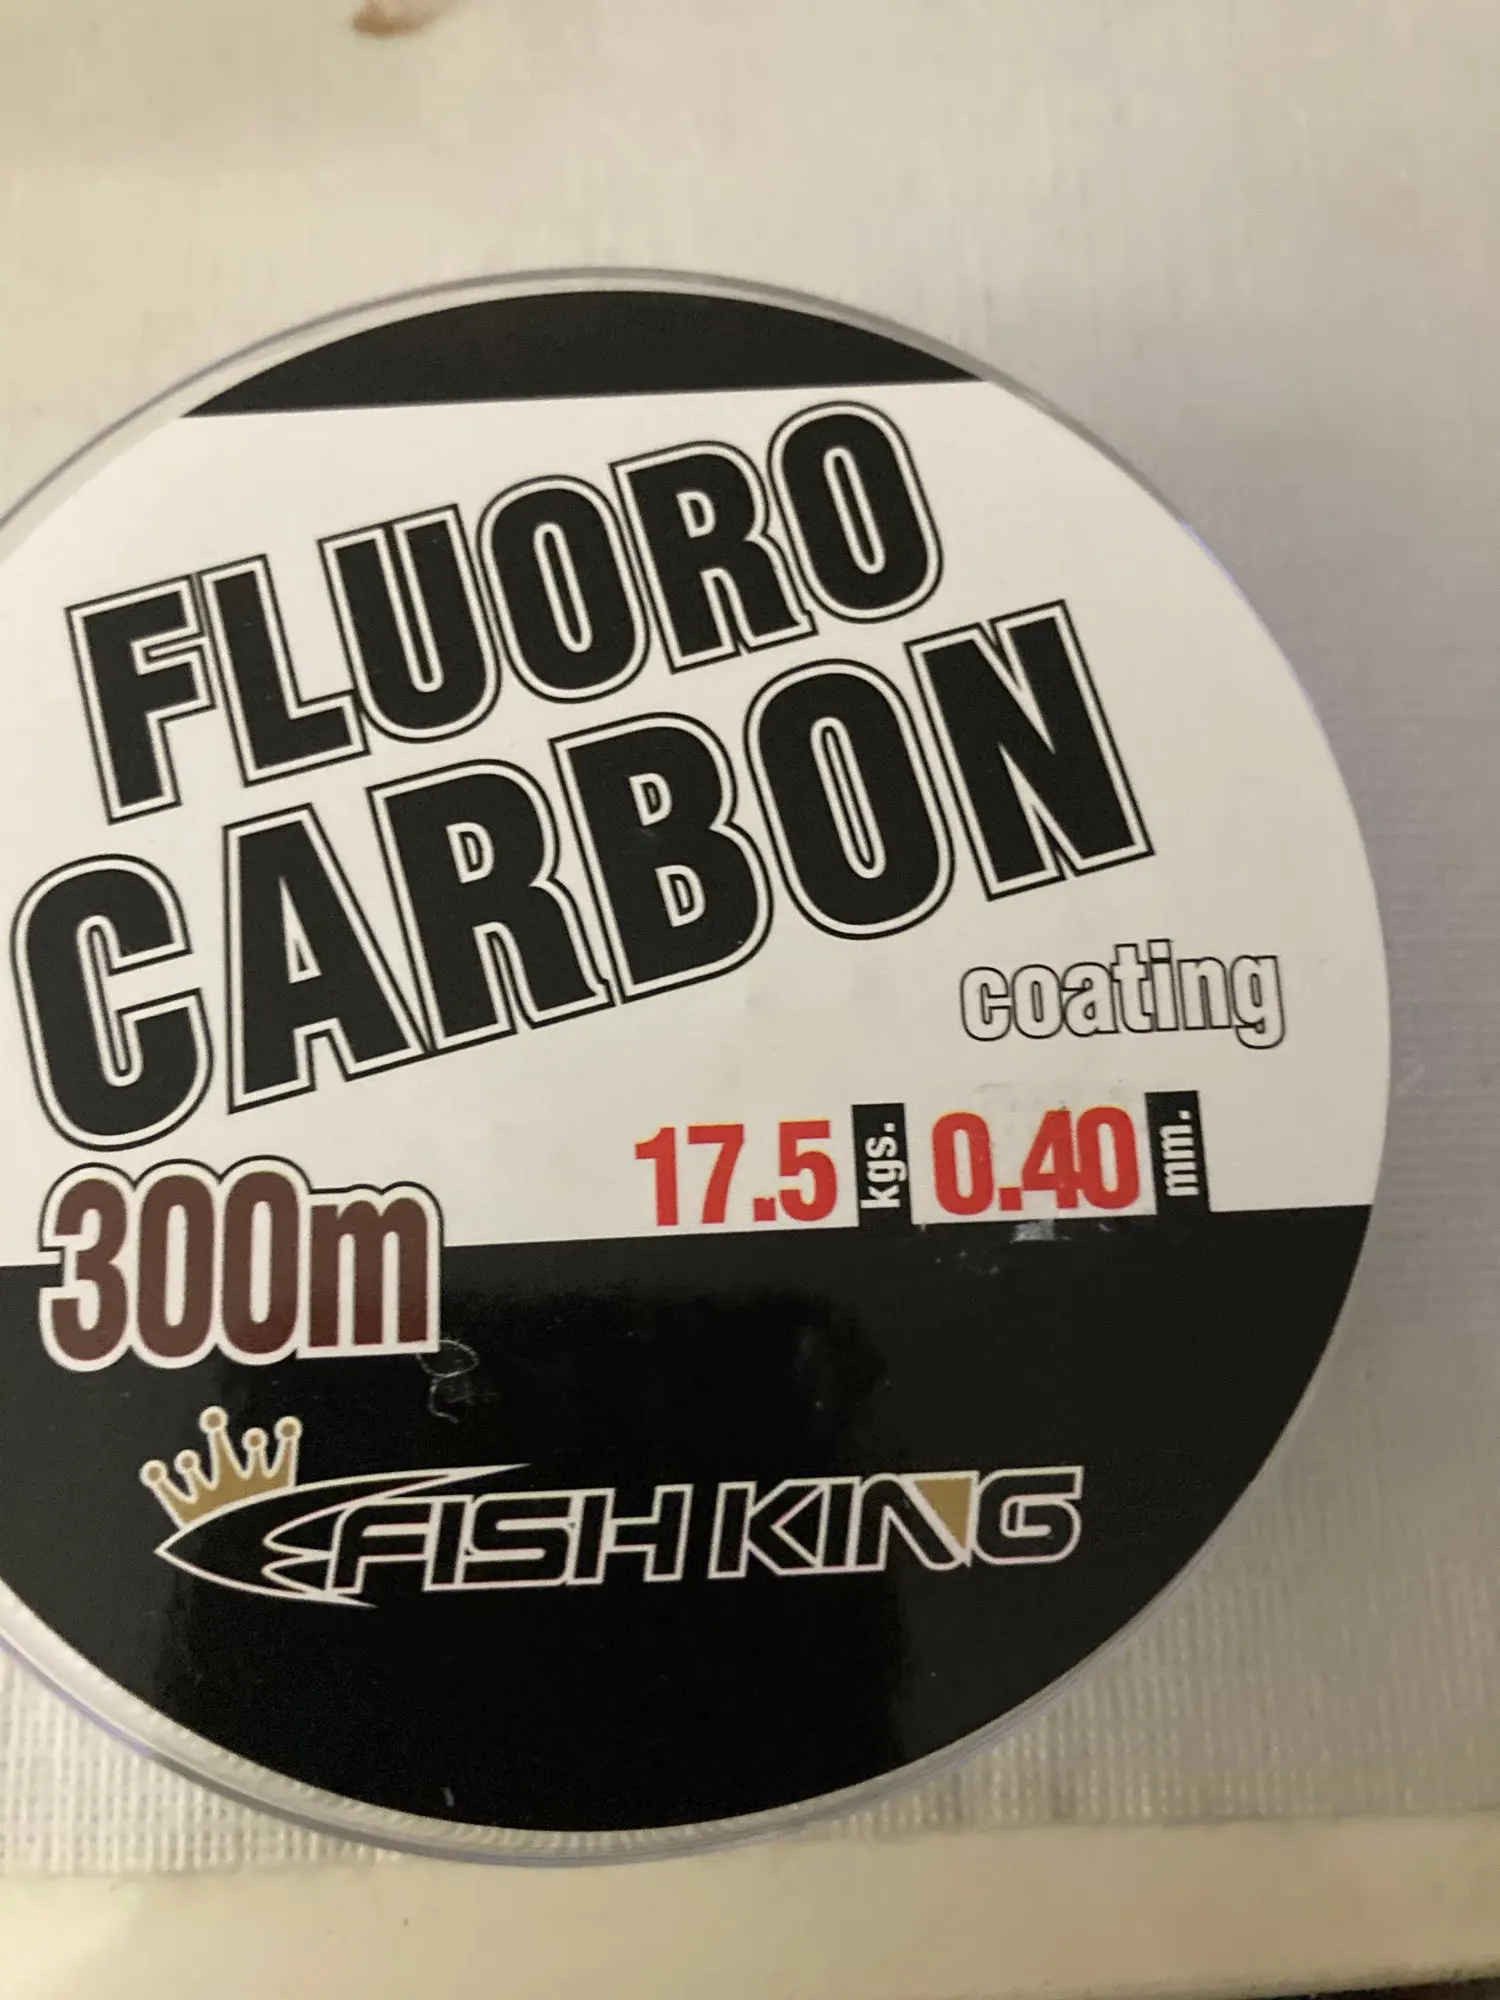 FLUORO
CARBON
coating
17.5 kgs. 0.40 mm.
300m
FISH KING